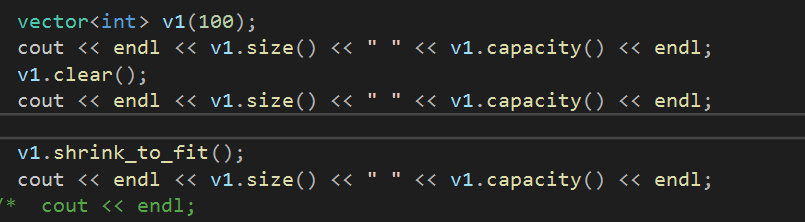 vector<int> v1(100);
cout << endl << v1.size() << " " << v1.capacity() << endl;
v1.clear();
cout << endl << v1.size() << " " << v1.capacity() << endl;
v1.shrink_to_fit();
cout << endl << v1.size() << " " << v1.capacity() << endl;
/* cout << endl;